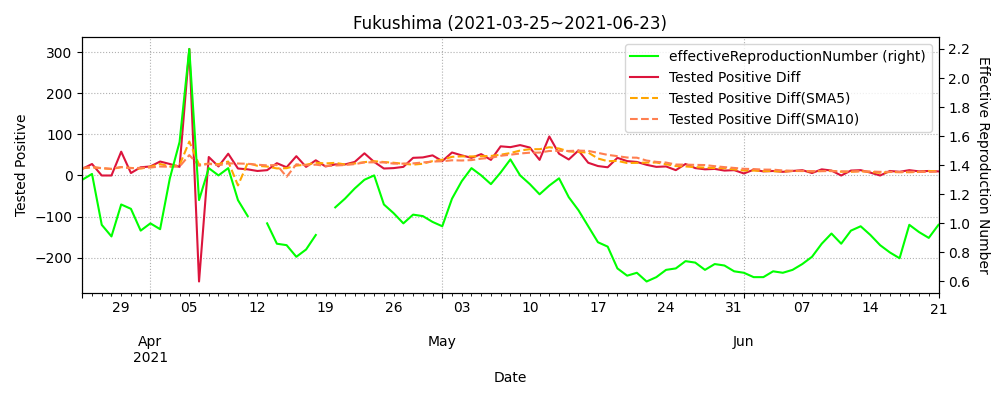 Fukushima (2021-03-25~2021-06-23)
effectiveReproductionNumber (right)
Tested Positive Diff
Tested Positive Diff(SMA5)
Tested Positive Diff(SMA10)
Tested Positive
300
200
100
0
−100
−200
2.2
2.0
1.8
1.6
1.4
1.2
1.0
0.8
0.6
Effective Reproduction Number
29 05 12 19 26 03 10 17 24 31 07 14 21
Apr May Jun
2021
Date